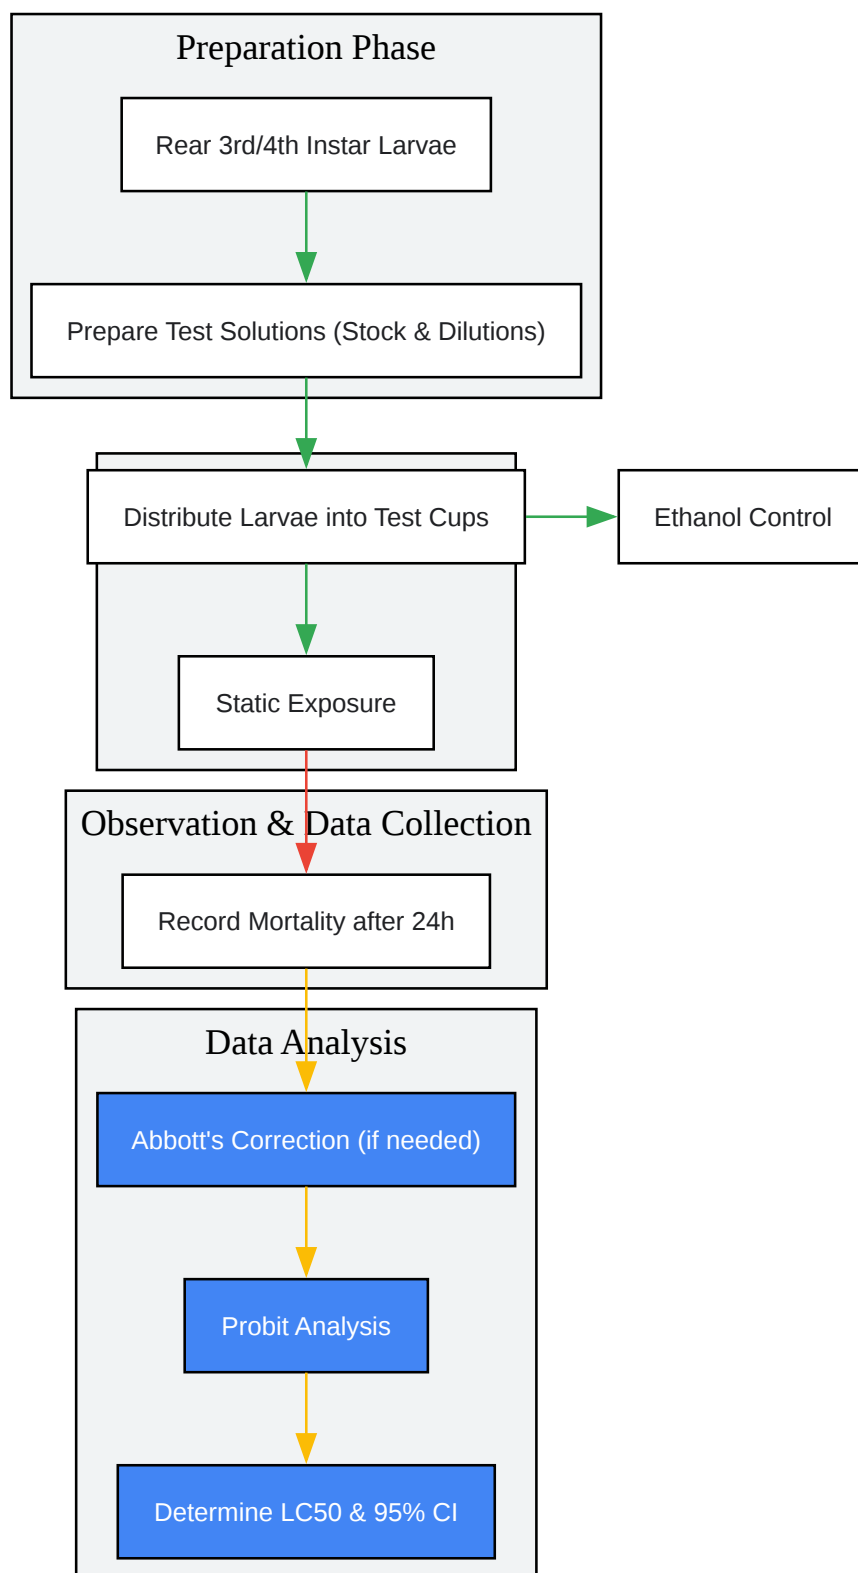 Preparation Phase
Rear 3rd/4th Instar Larvae
Prepare Test Solutions (Stock & Dilutions)
Distribute Larvae into Test Cups
Ethanol Control
Static Exposure
Observation & Data Collection
Record Mortality after 24h
Data Analysis
Abbott's Correction (if needed)
Probit Analysis
Determine LC50 & 95% CI